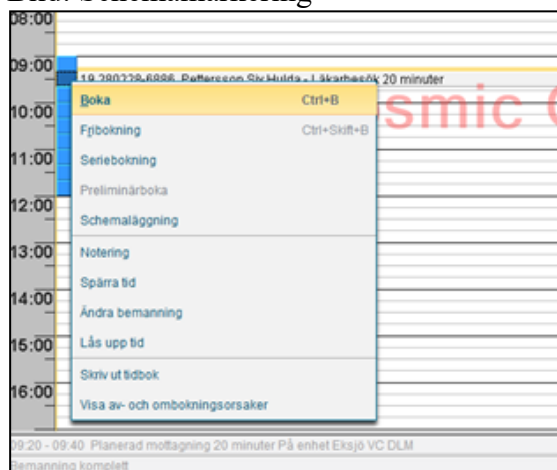 08:00
09:00
19 280228-6886 Pettersson Siv Hulda - Läkarbesök 20 minuter
smic
10:00
Boka Ctrl+B
Fribokning Ctrl+Skift+B
11:00
Seriebokning
Preliminärboka
12:00
Schemaläggning
13:00
Notering
Spärra tid
14:00
Ändra bemanning
Lås upp tid
15:00
Skriv ut tidbok
16:00
Visa av- och ombokningsorsaker
09:20 - 09:40 Planerad mottagning 20 minuter På enhet Eksjö VC DLM
Bemanning komplett